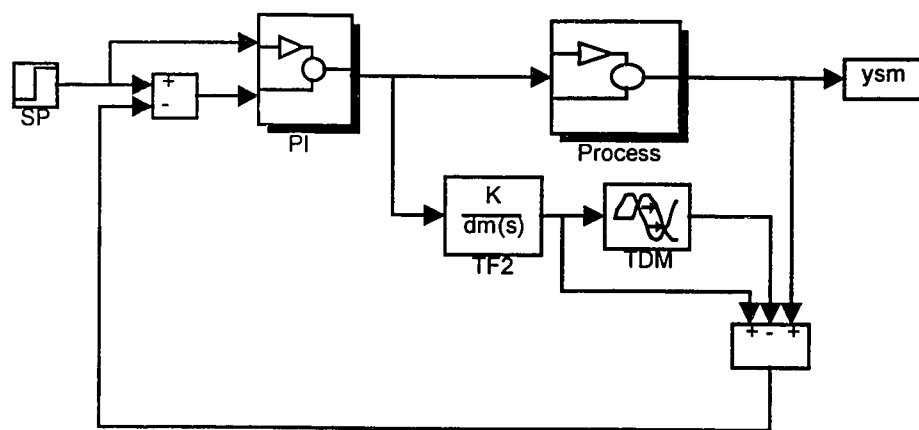 SP
+
-
PI
Process
ysm
K
dm(s)
TF2
TDM
+ - +